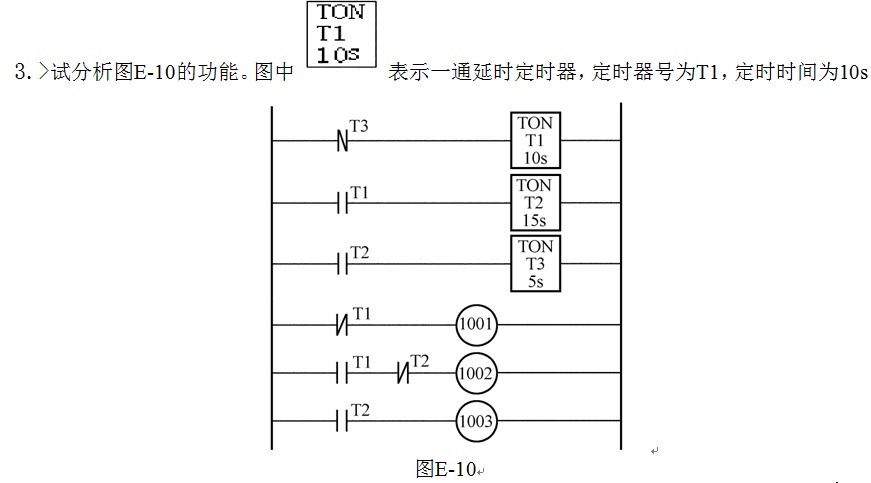 TON
T1
10s
3.>试分析图E-10的功能。图中 表示一通延时定时器，定时器号为T1，定时时间为10s
T3
TON
T1
10s
T1
TON
T2
15s
T2
TON
T3
5s
T1
1001
T1 T2
1002
T2
1003
图E-10